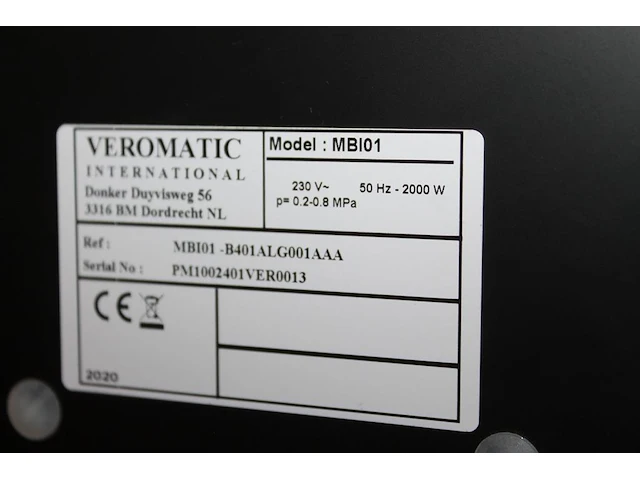 VEROMATIC
INTERNATIONAL
Donker Duyvisweg 56
3316 BM Dordrecht NL
Model : MBI01
230 V~ 50 Hz - 2000 W
p= 0.2-0.8 MPa
Ref : MBI01 -B401ALG001AAA
Serial No : PM1002401VER0013
CE
2020